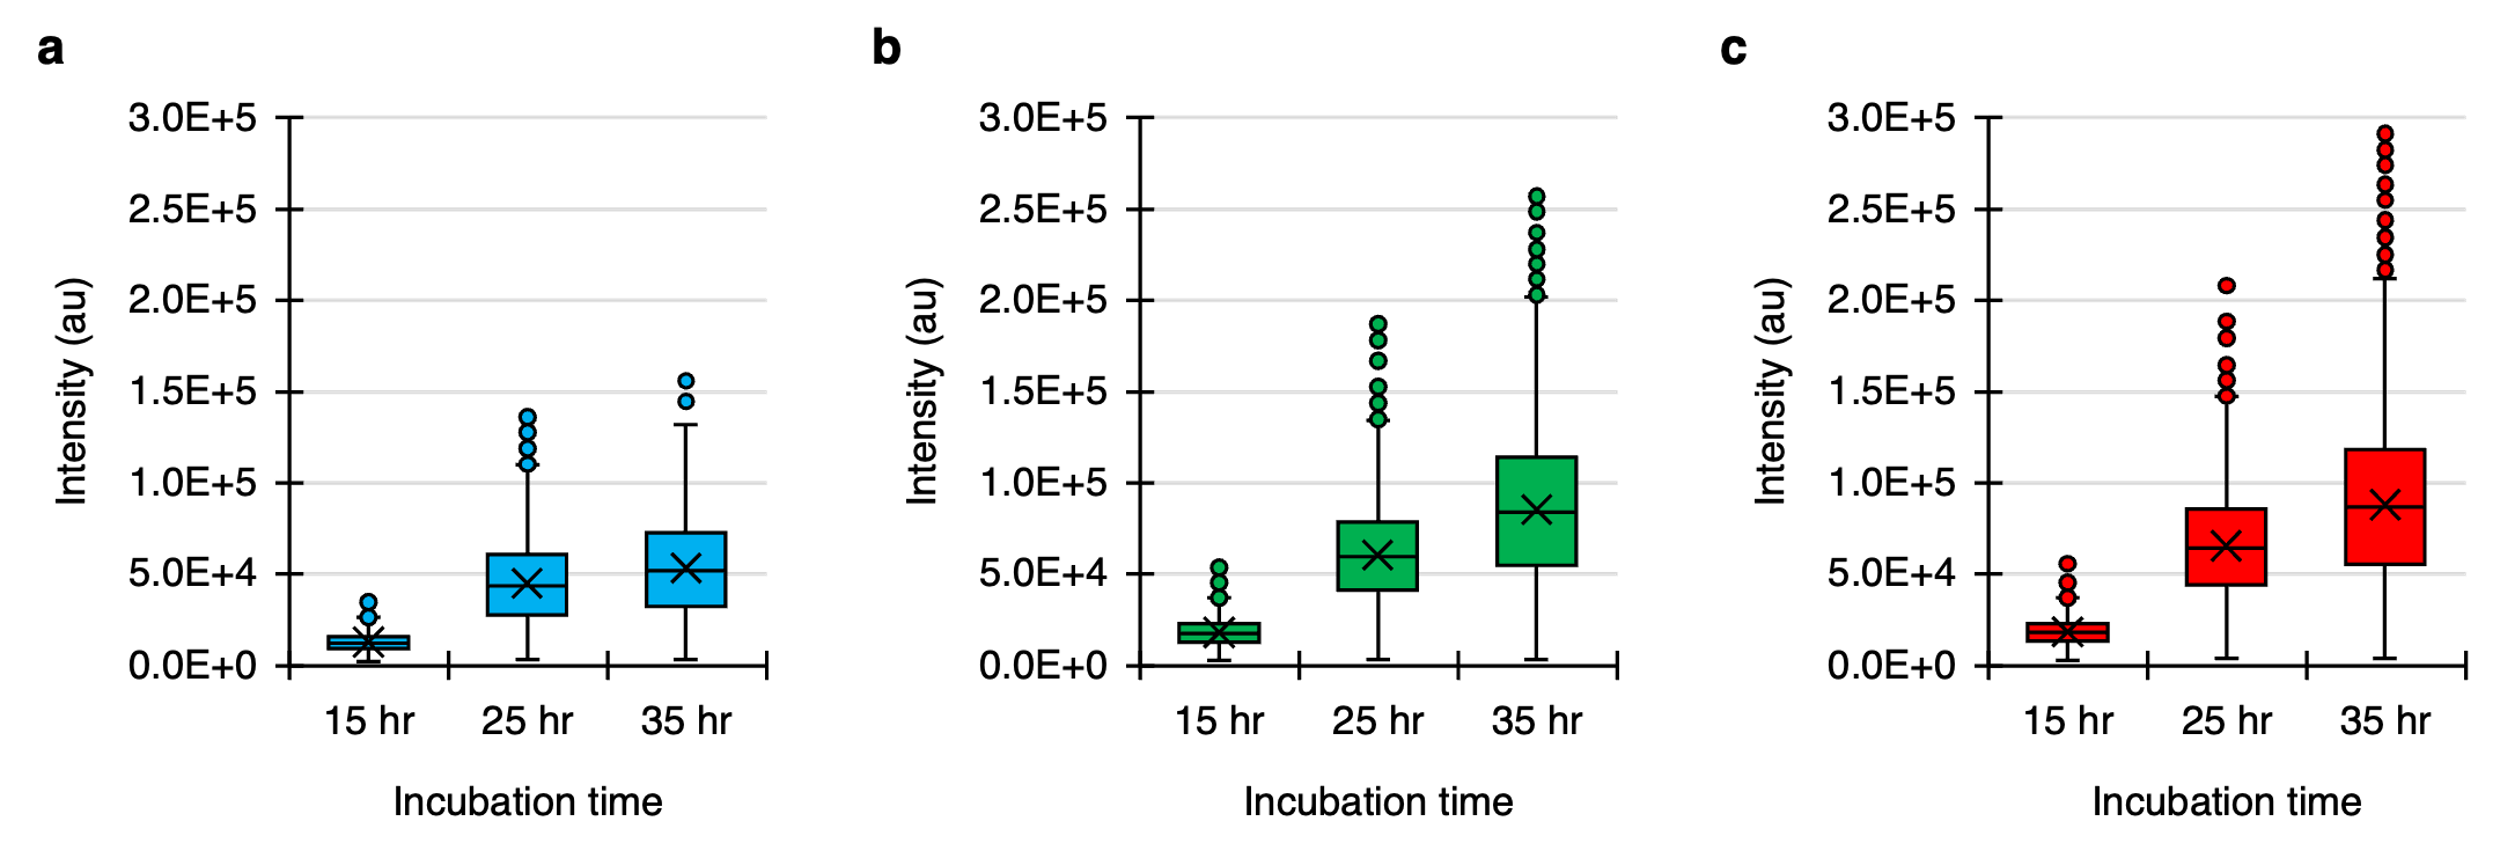 a
3.0E+5
2.5E+5
2.0E+5
1.5E+5
1.0E+5
5.0E+4
0.0E+0
Intensity (au)
15 hr 25 hr 35 hr
Incubation time
b
3.0E+5
2.5E+5
2.0E+5
1.5E+5
1.0E+5
5.0E+4
0.0E+0
Intensity (au)
15 hr 25 hr 35 hr
Incubation time
c
3.0E+5
2.5E+5
2.0E+5
1.5E+5
1.0E+5
5.0E+4
0.0E+0
Intensity (au)
15 hr 25 hr 35 hr
Incubation time